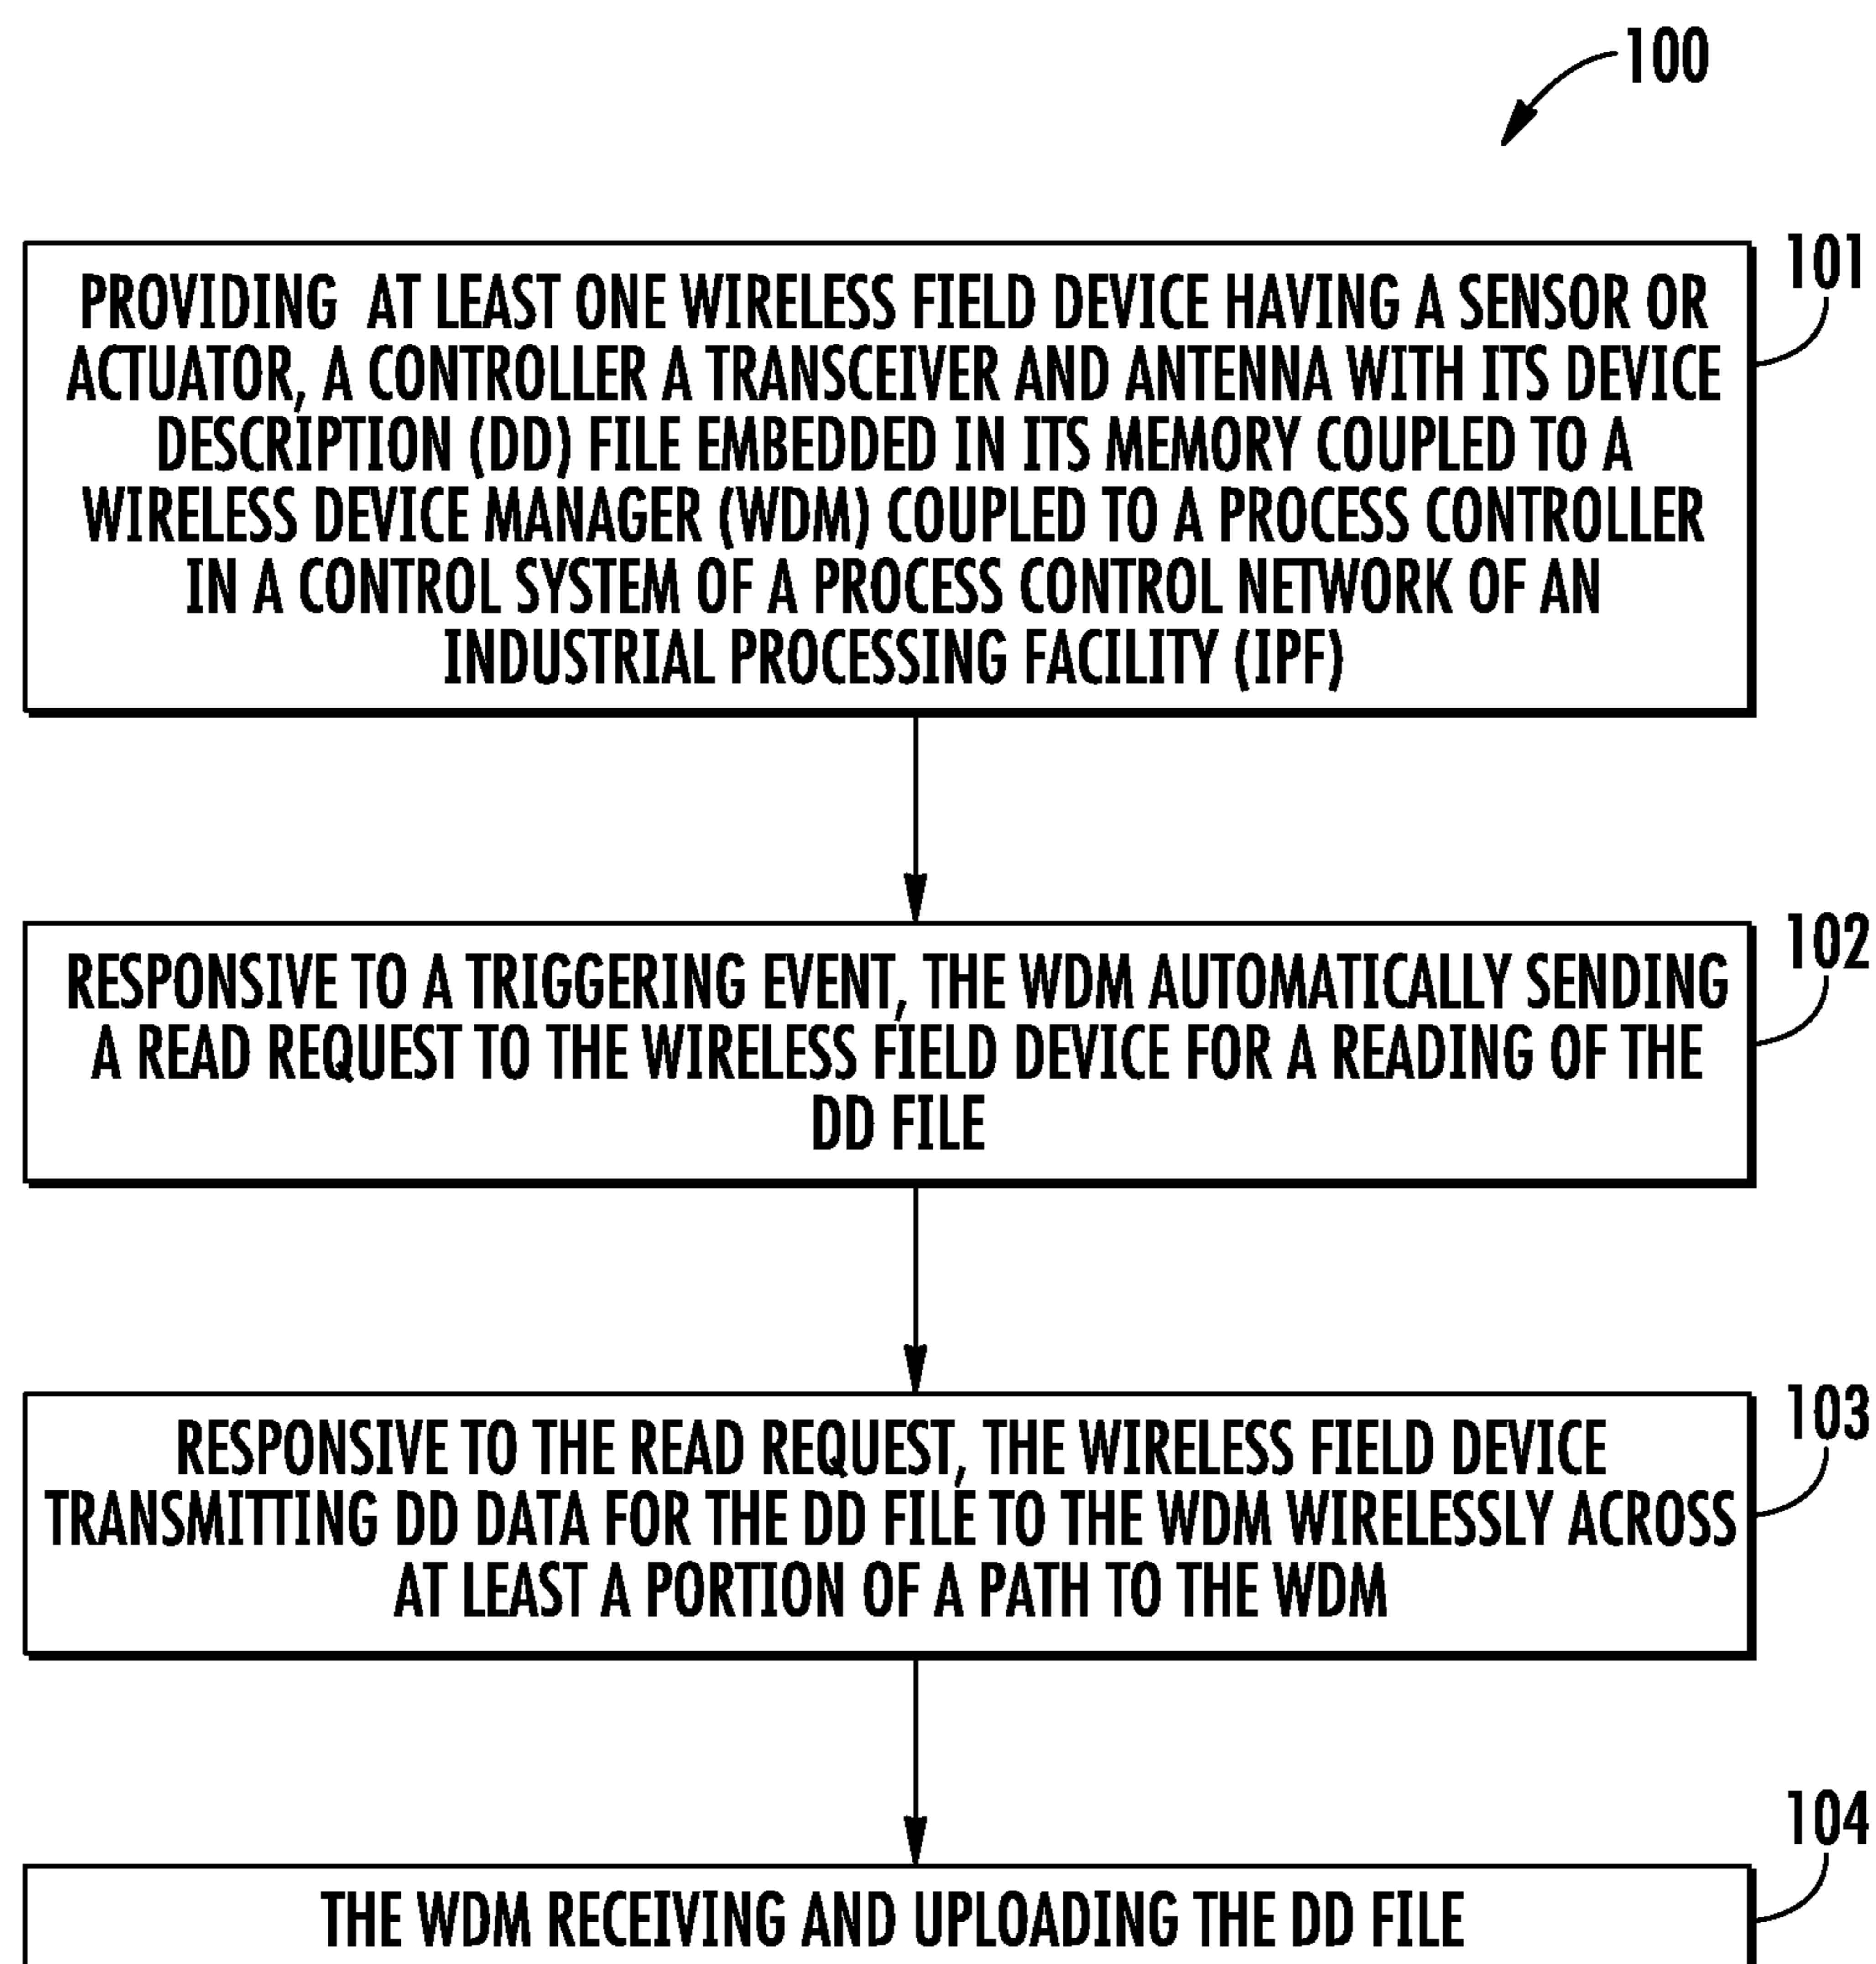 100
101
PROVIDING AT LEAST ONE WIRELESS FIELD DEVICE HAVING A SENSOR OR
ACTUATOR, A CONTROLLER A TRANSCEIVER AND ANTENNA WITH ITS DEVICE
DESCRIPTION (DD) FILE EMBEDDED IN ITS MEMORY COUPLED TO A
WIRELESS DEVICE MANAGER (WDM) COUPLED TO A PROCESS CONTROLLER
IN A CONTROL SYSTEM OF A PROCESS CONTROL NETWORK OF AN
INDUSTRIAL PROCESSING FACILITY (IPF)
102
RESPONSIVE TO A TRIGGERING EVENT, THE WDM AUTOMATICALLY SENDING
A READ REQUEST TO THE WIRELESS FIELD DEVICE FOR A READING OF THE
DD FILE
103
RESPONSIVE TO THE READ REQUEST, THE WIRELESS FIELD DEVICE
TRANSMITTING DD DATA FOR THE DD FILE TO THE WDM WIRELESSLY ACROSS
AT LEAST A PORTION OF A PATH TO THE WDM
104
THE WDM RECEIVING AND UPLOADING THE DD FILE